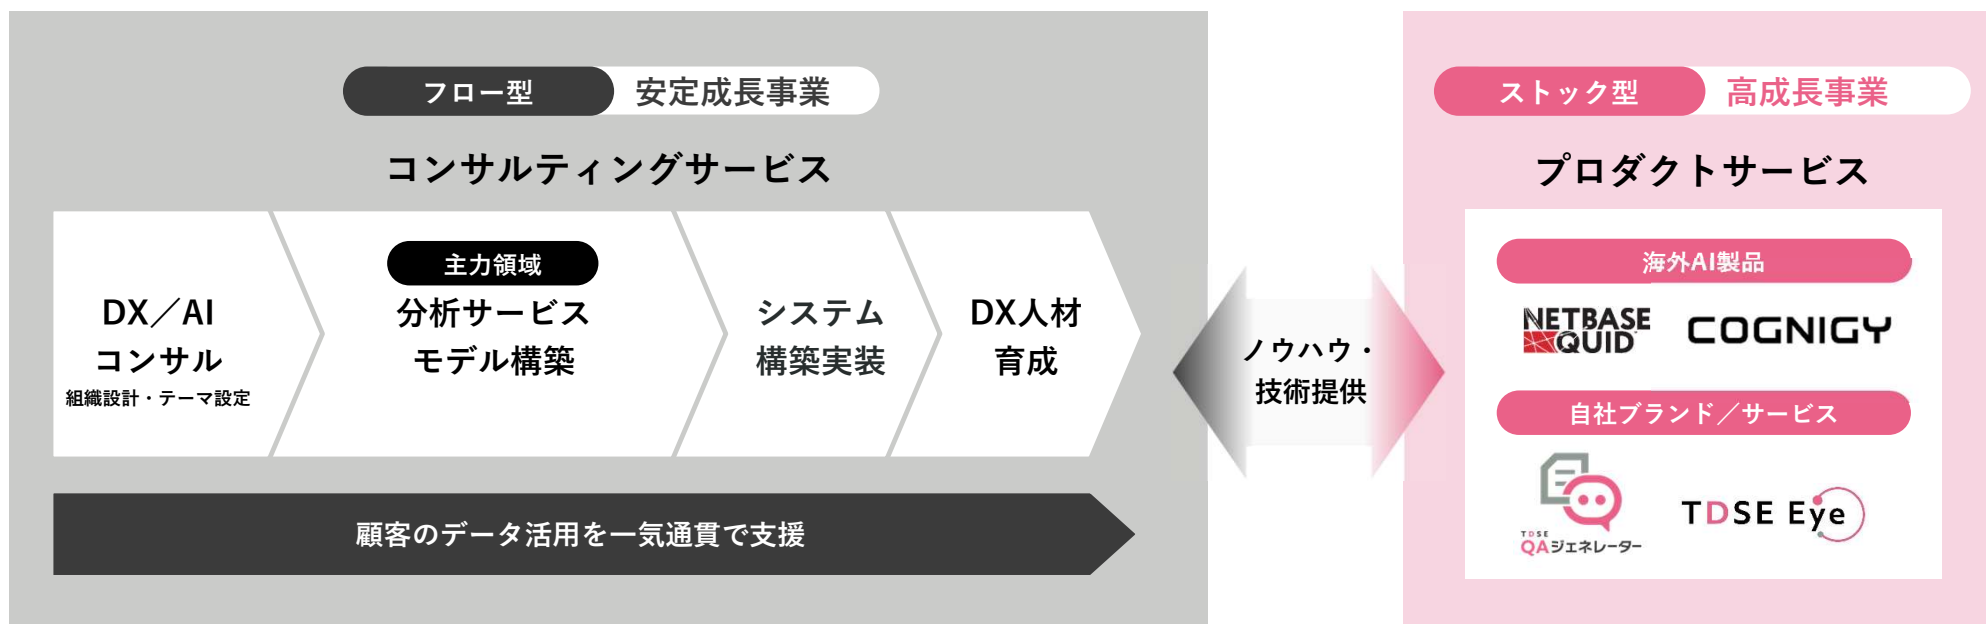 フロー型
安定成長事業
コンサルティングサービス
DX／AI
コンサル
組織設計・テーマ設定
主力領域
分析サービス
モデル構築
システム
構築実装
DX人材
育成
顧客のデータ活用を一気通貫で支援
ノウハウ・
技術提供
ストック型
高成長事業
プロダクトサービス
海外AI製品
NETBASE
QUID
COGNIGY
自社ブランド／サービス
TDSE
QAジェネレーター
TDSE Eye